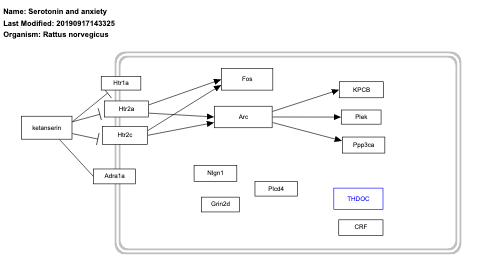 Name: Serotonin and anxiety
Last Modified: 20190917143325
Organism: Rattus norvegicus
Htr1a
Fos
KPCB
Htr2a
Arc
Plek
ketanserin
Htr2c
Ppp3ca
Adra1a
Nlgn1
Plcd4
THDOC
Grin2d
CRF